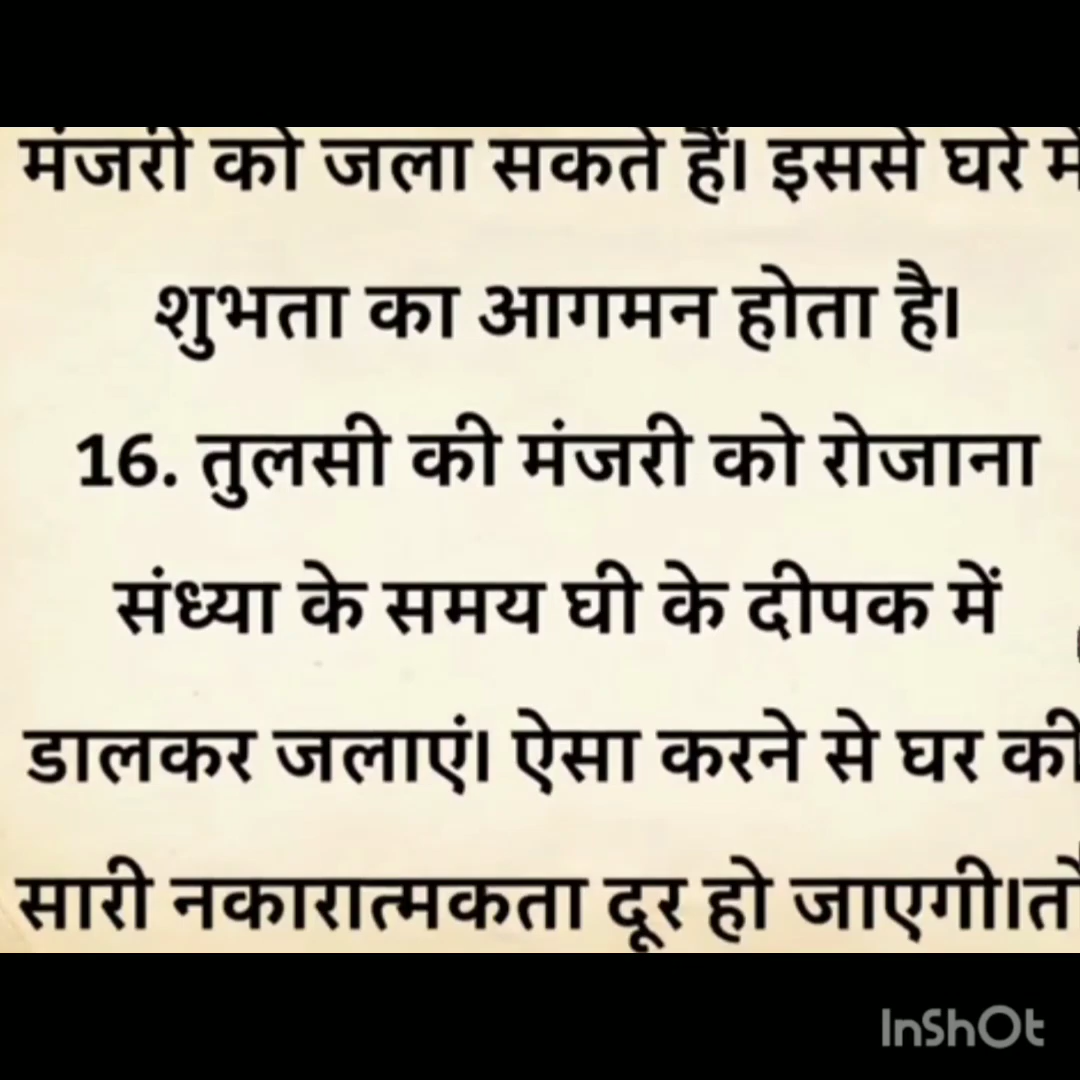 मंजरी को जला सकते हैं। इससे घरे में
शुभता का आगमन होता है।
16. तुलसी की मंजरी को रोजाना
संध्या के समय घी के दीपक में
डालकर जलाएं। ऐसा करने से घर की
सारी नकारात्मकता दूर हो जाएगी।तो
InShOt